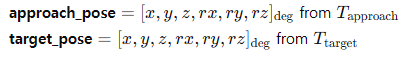 approach_pose = [x, y, z, rx, ry, rz]deg from Tapproach
target_pose = [x, y, z, rx, ry, rz]deg from Ttarget